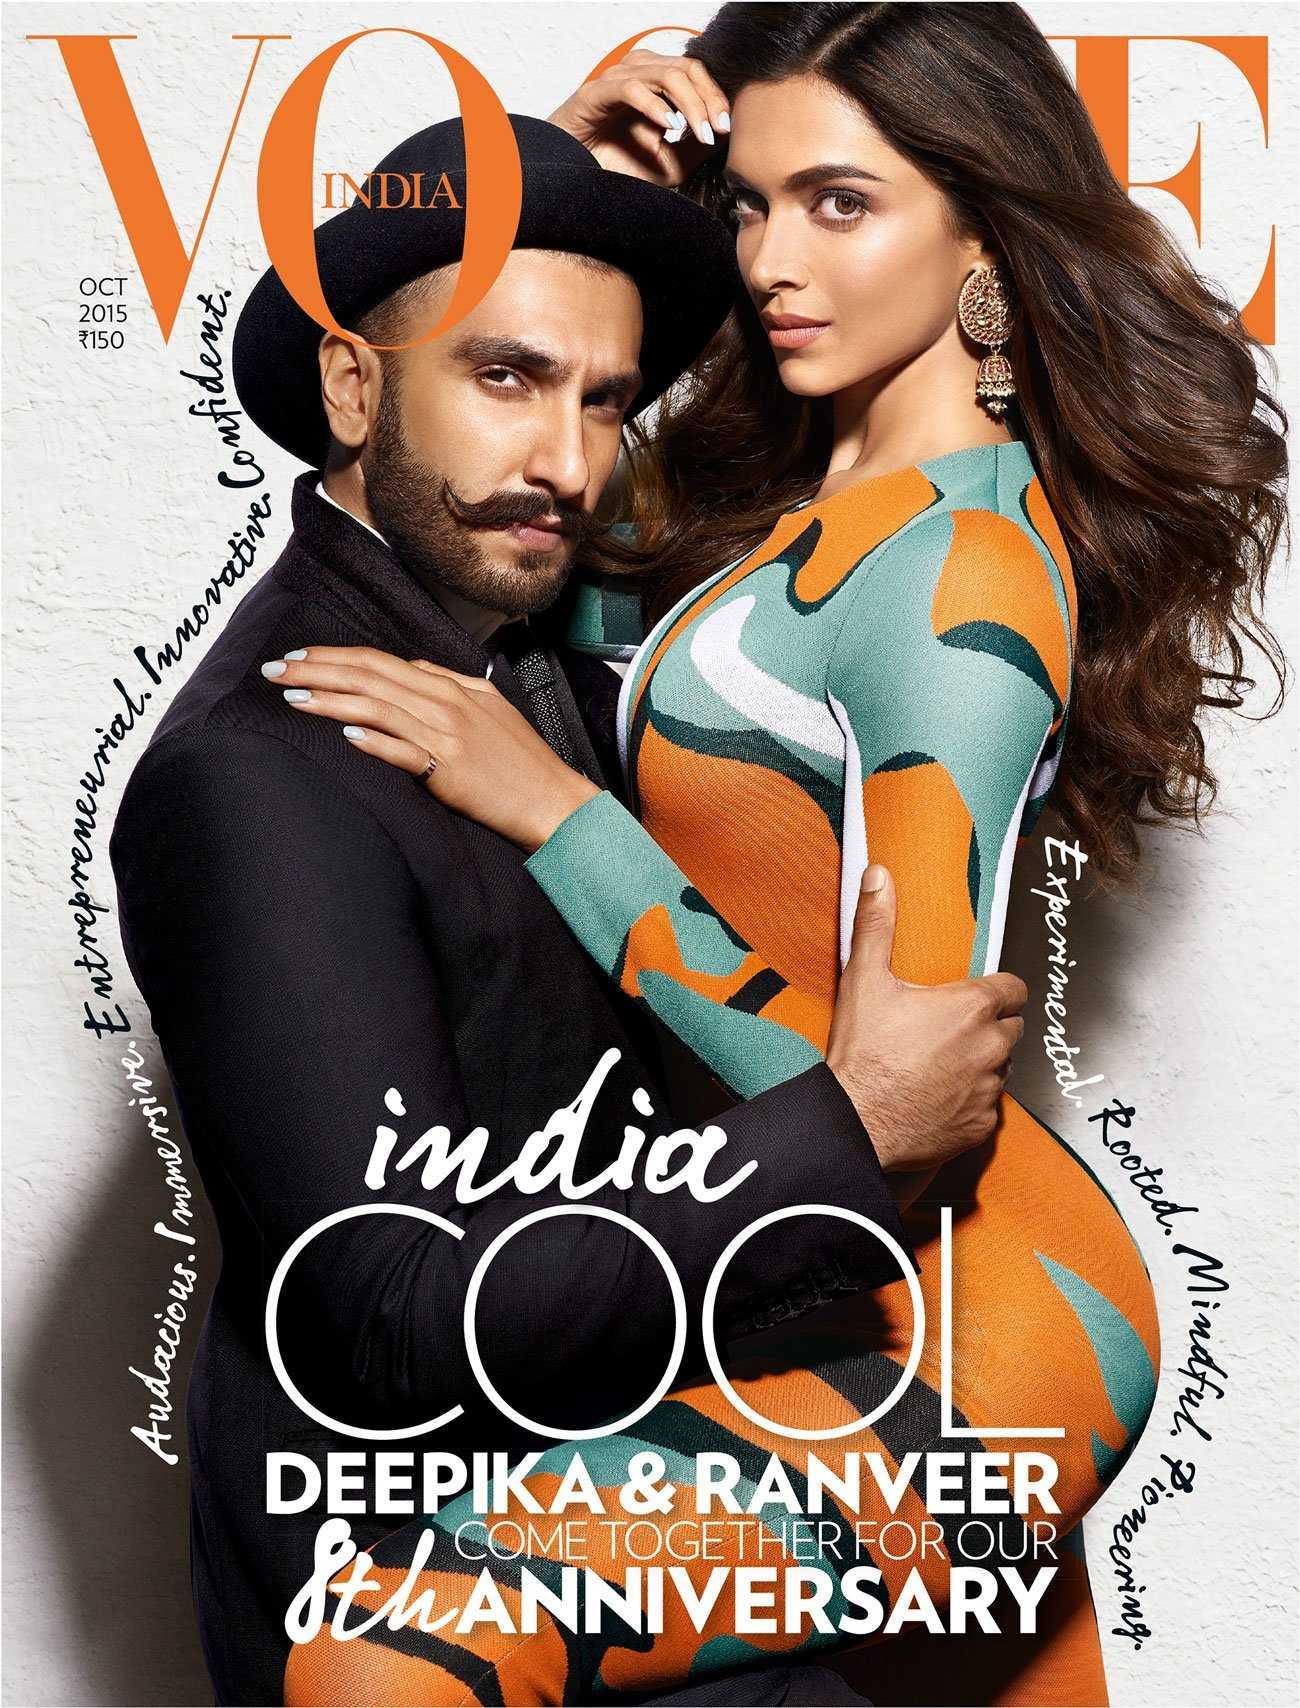 VOGUE
INDIA
OCT
2015
₹150
Audacious. Immersive. Entrepreneurial. Innovative. Confident.
Experimental. Rooted. Mindful. Pioneering.
india
COOL
DEEPIKA & RANVEER
COME TOGETHER FOR OUR
8th ANNIVERSARY